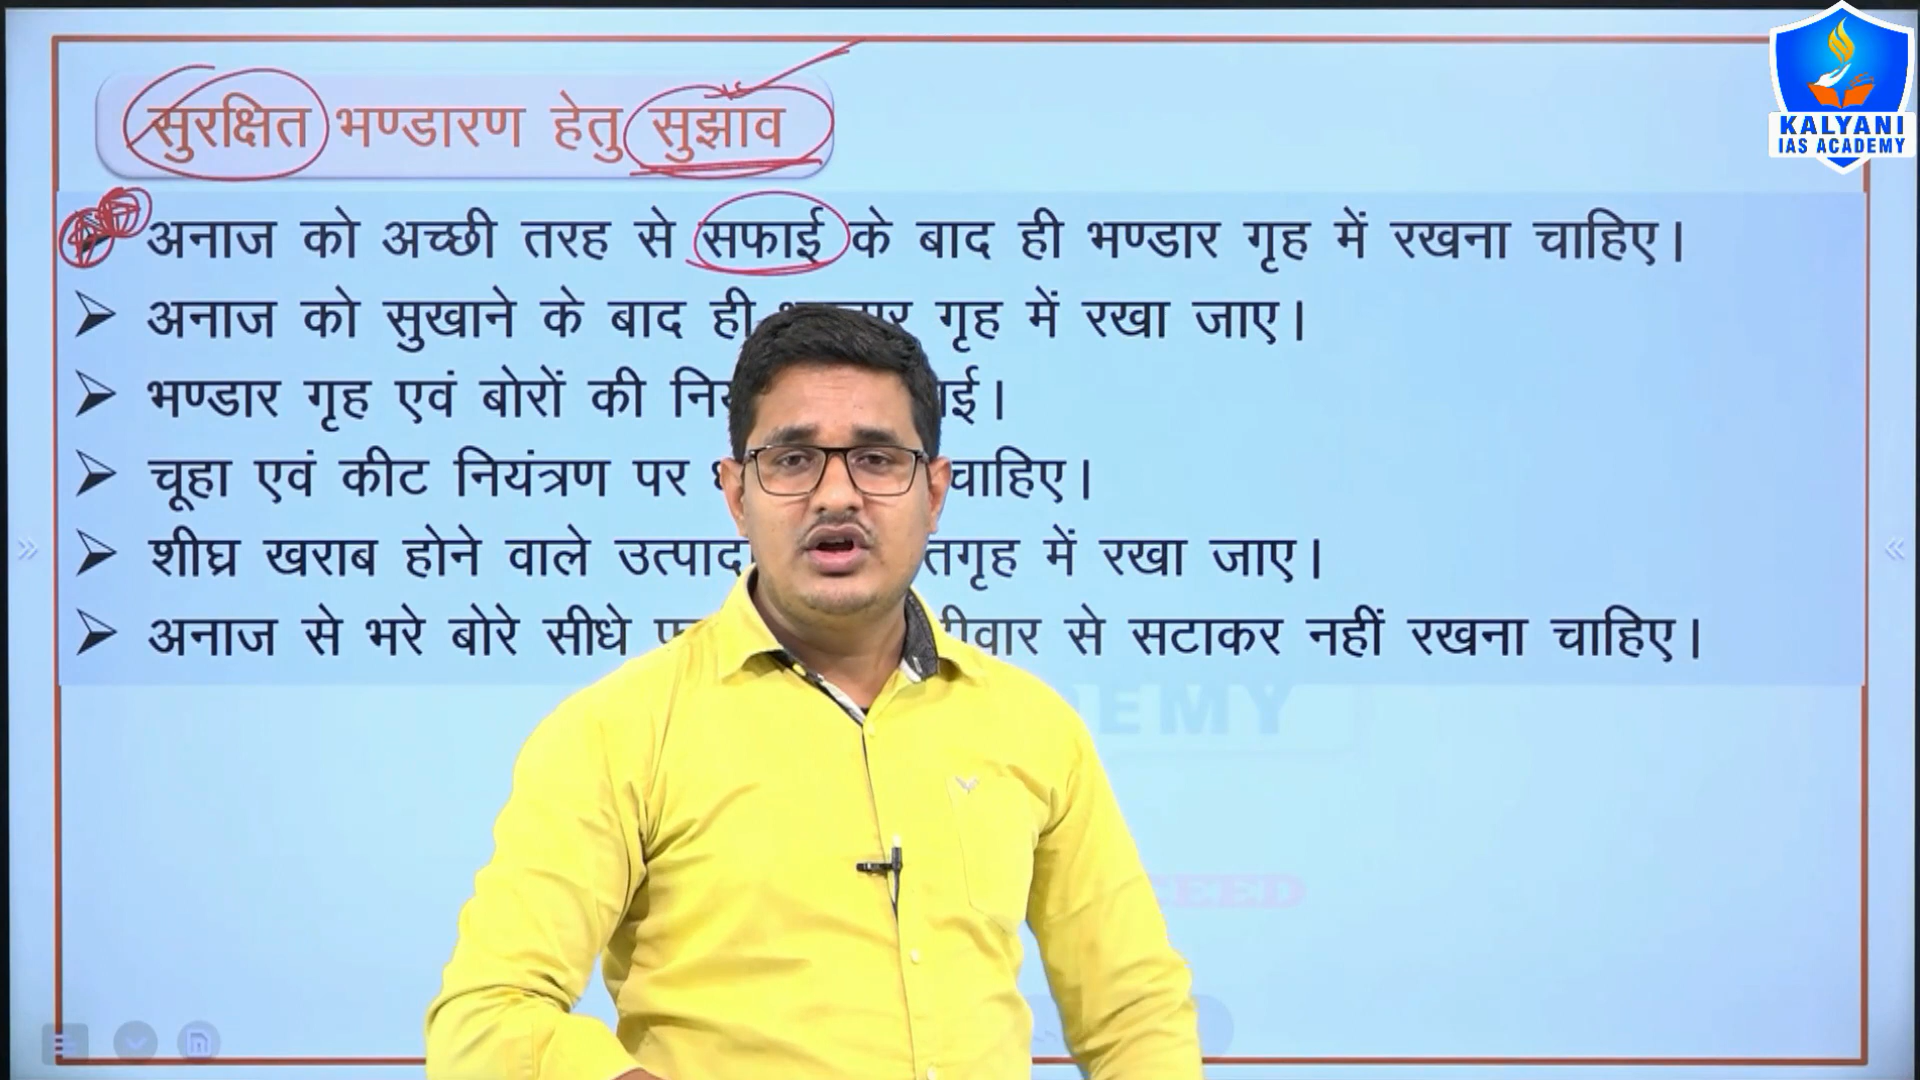 KALYANI
IAS ACADEMY
सुरक्षित भण्डारण हेतु सुझाव
अनाज को अच्छी तरह से सफाई के बाद ही भण्डार गृह में रखना चाहिए।
अनाज को सुखाने के बाद ही गृह में रखा जाए।
भण्डार गृह एवं बोरों की
चूहा एवं कीट नियंत्रण पर चाहिए।
शीघ्र खराब होने वाले में रखा जाए।
अनाज से भरे बोरे सीधे से सटाकर नहीं रखना चाहिए।